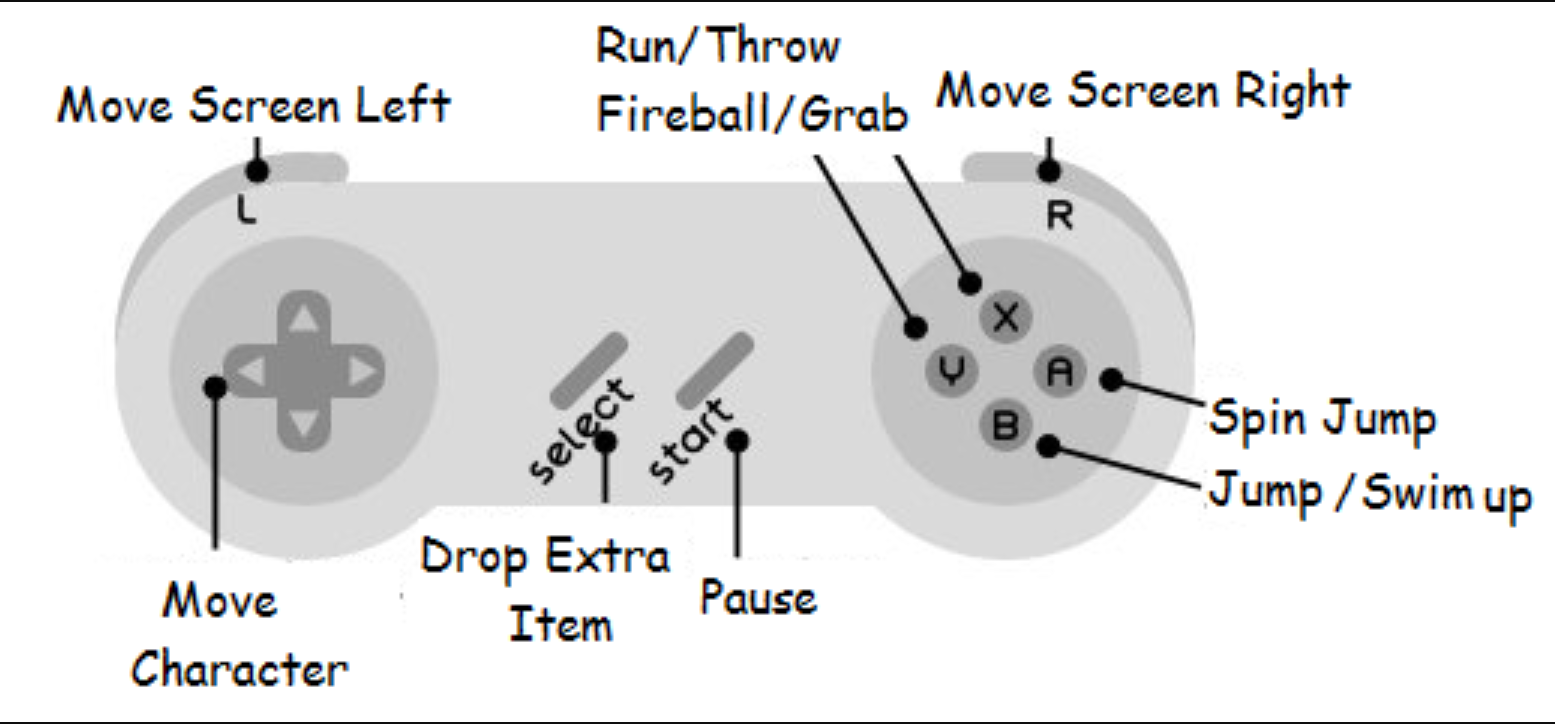 Run/Throw
Fireball/Grab
Move Screen Left
Move Screen Right
L
R
X
Y
A
B
select
start
Spin Jump
Jump/Swim up
Drop Extra
Item
Pause
Move
Character